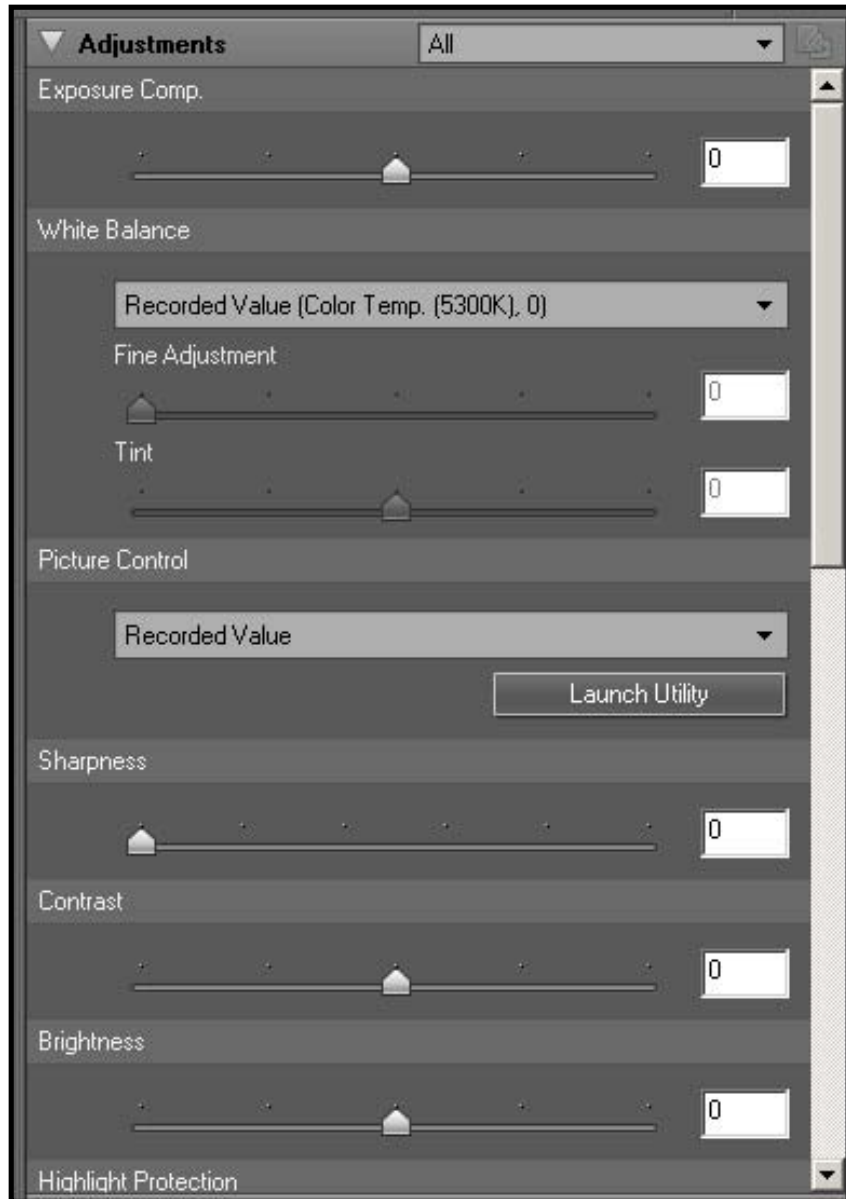 Adjustments All
Exposure Comp.
0
White Balance
Recorded Value (Color Temp. (5300K), 0)
Fine Adjustment
0
Tint
0
Picture Control
Recorded Value
Launch Utility
Sharpness
0
Contrast
0
Brightness
0
Highlight Protection